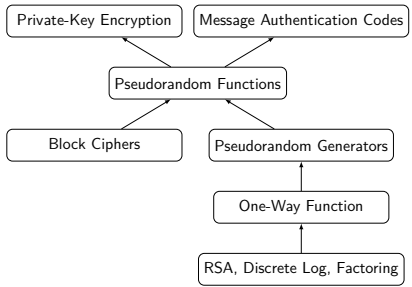 Private-Key Encryption
Message Authentication Codes
Pseudorandom Functions
Block Ciphers
Pseudorandom Generators
One-Way Function
RSA, Discrete Log, Factoring